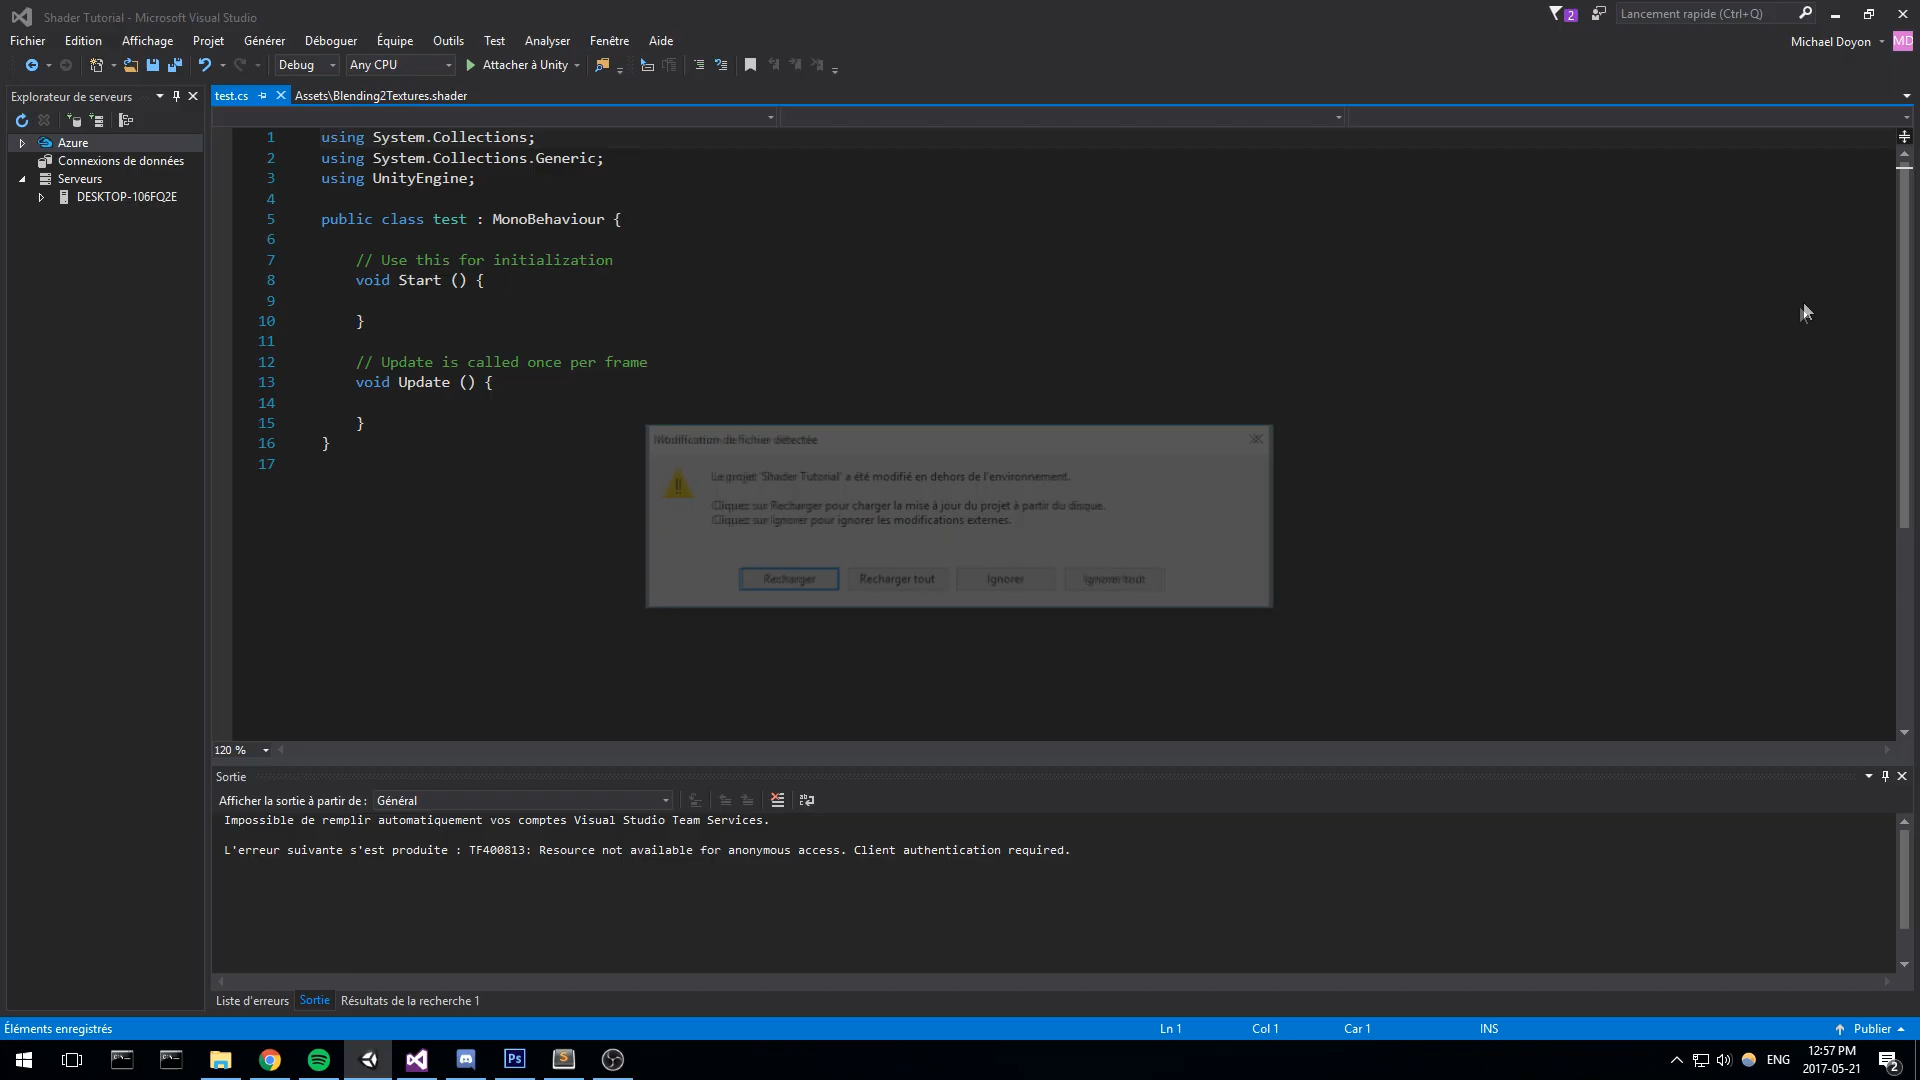 Shader Tutorial - Microsoft Visual Studio
2
Lancement rapide (Ctrl+Q)
Fichier Edition Affichage Projet Générer Déboguer Équipe Outils Test Analyser Fenêtre Aide
Michael Doyon
MD
Debug
Any CPU
Attacher à Unity
Explorateur de serveurs
test.cs
Assets\Blending2Textures.shader
Azure
Connexions de données
Serveurs
DESKTOP-106FQ2E
1 using System.Collections;
2 using System.Collections.Generic;
3 using UnityEngine;
4
5 public class test : MonoBehaviour {
6
7 // Use this for initialization
8 void Start () {
9
10 }
11
12 // Update is called once per frame
13 void Update () {
14
15 }
16 }
17
Modification de fichier détectée
Le projet 'Shader Tutorial' a été modifié en dehors de l'environnement.
Cliquez sur Recharger pour charger la mise à jour du projet à partir du disque.
Cliquez sur Ignorer pour ignorer les modifications externes.
Recharger
Recharger tout
Ignorer
Ignorer tout
120 %
Sortie
Afficher la sortie à partir de :
Général
Impossible de remplir automatiquement vos comptes Visual Studio Team Services.
L'erreur suivante s'est produite : TF400813: Resource not available for anonymous access. Client authentication required.
Liste d'erreurs
Sortie
Résultats de la recherche 1
Éléments enregistrés
Ln 1
Col 1
Car 1
INS
Publier
Ps
S
ENG
12:57 PM
2017-05-21
2